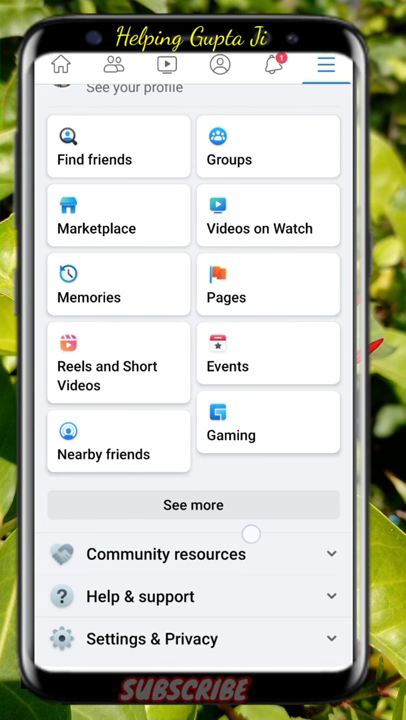 Helping Gupta Ji
1
See your profile
Find friends
Groups
Marketplace
Videos on Watch
Memories
Pages
Reels and Short
Videos
Events
Nearby friends
Gaming
See more
Community resources
? Help & support
Settings & Privacy
SUBSCRIBE